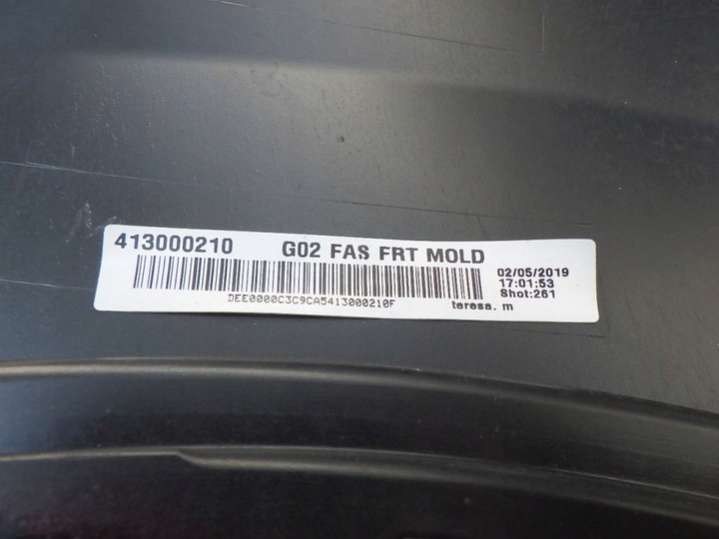 413000210 G02 FAS FRT MOLD
02/05/2019
17:01:53
Shot:261
DEE0000C3C9CA5413000210F teresa. m